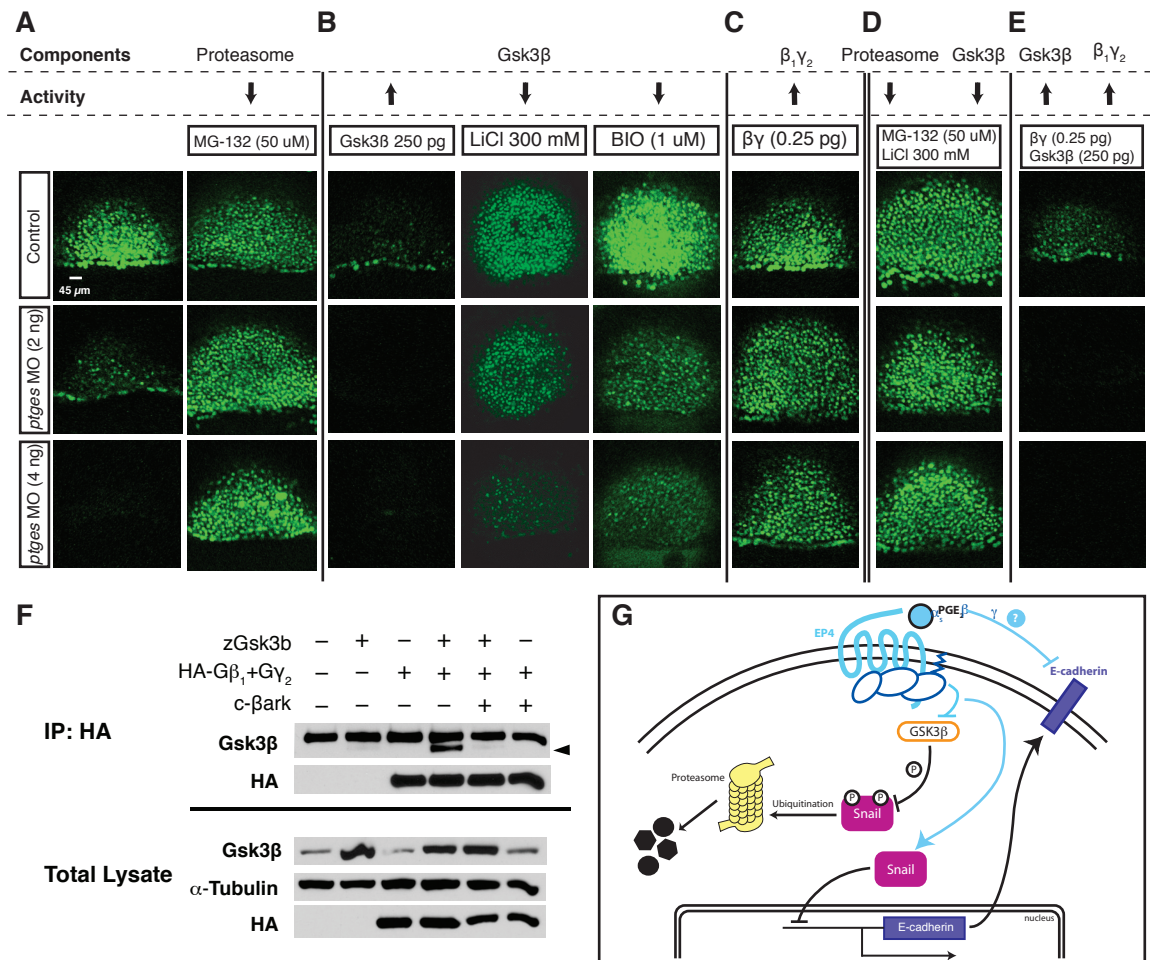 A
B
C
D
E
Components
Proteasome
Gsk3β
β₁γ₂
Proteasome
Gsk3β
Gsk3β
β₁γ₂
Activity
MG-132 (50 uM)
Gsk3ß 250 pg
LiCl 300 mM
BIO (1 uM)
βγ (0.25 pg)
MG-132 (50 uM)
LiCl 300 mM
βγ (0.25 pg)
Gsk3β (250 pg)
Control
45 µm
ptges MO (2 ng)
ptges MO (4 ng)
F
zGsk3b – + – + + –
HA-Gβ₁+Gγ₂ – – + + + +
c-βark – – – – + +
IP: HA
Gsk3β
HA
Total Lysate
Gsk3β
α-Tubulin
HA
G
EP4
γ
?
E-cadherin
GSK3β
P
Proteasome
Ubiquitination
P P
Snail
Snail
nucleus
E-cadherin